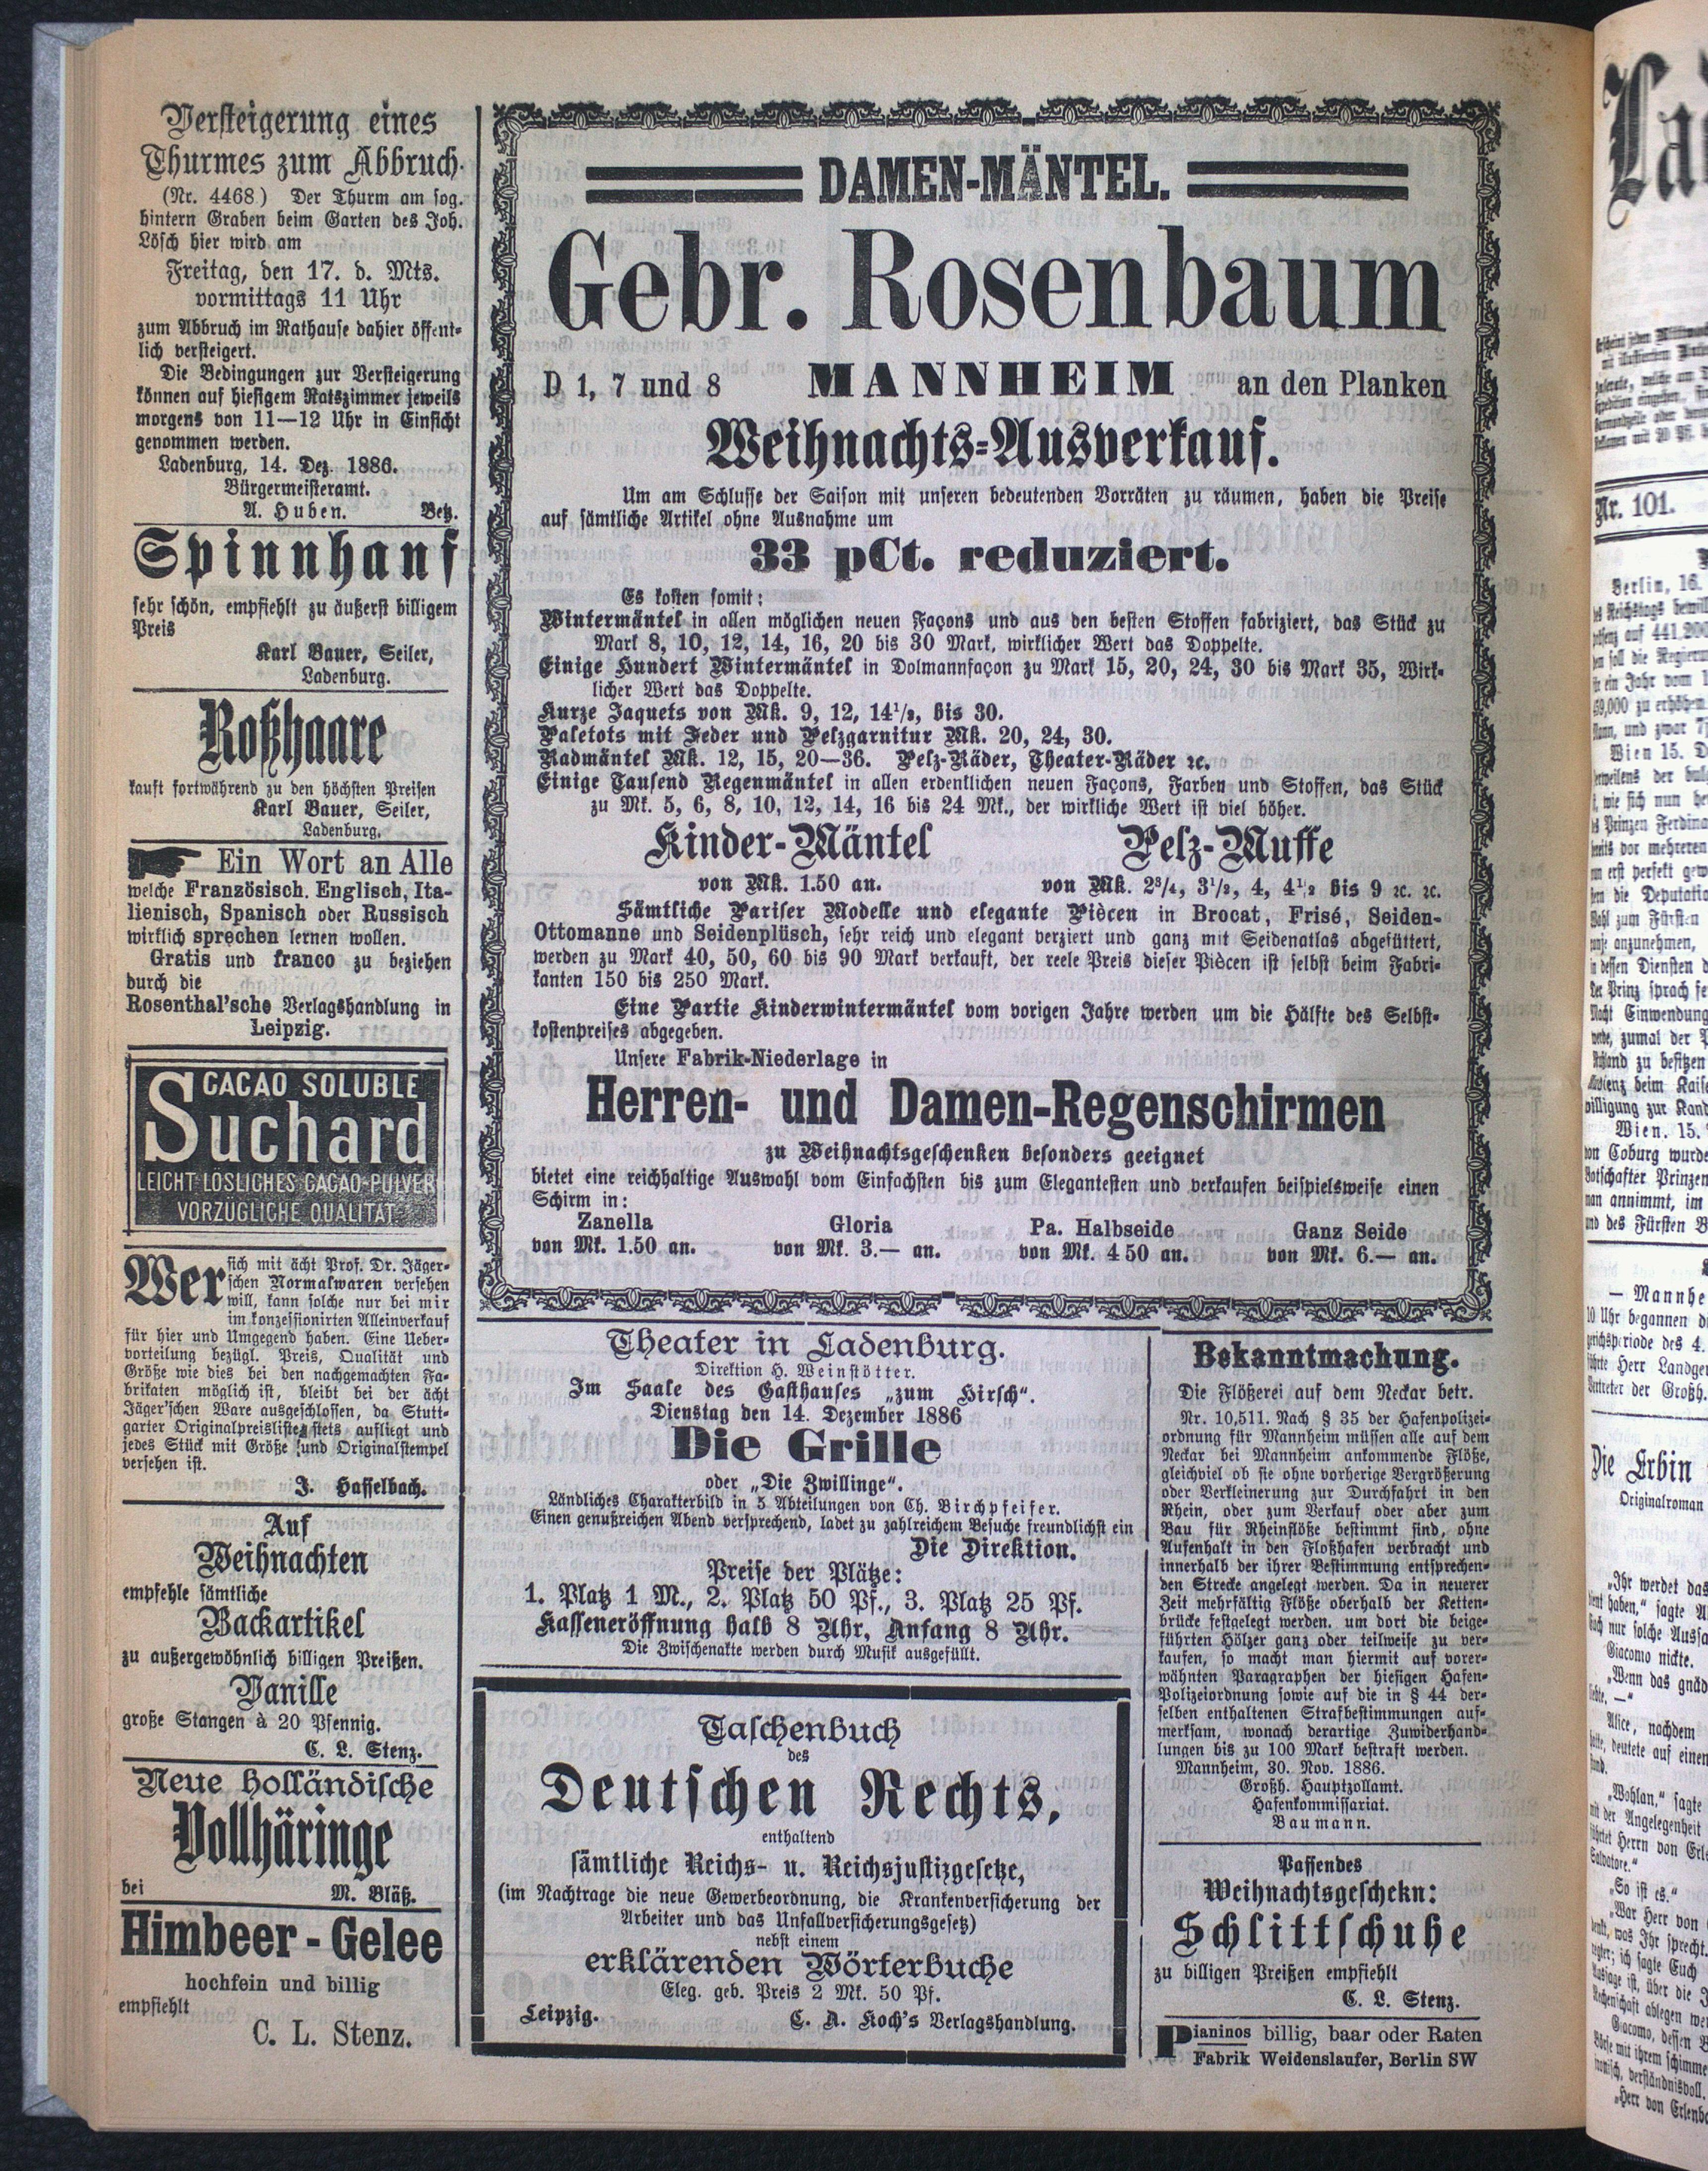 Versteigerung eines
Thurmes zum Abbruch.
(Nr. 4468.) Der Thurm am sog.
hintern Graben beim Garten des Joh.
Lösch hier wird am
Freitag, den 17. d. Mts.
vormittags 11 Uhr
zum Abbruch im Rathause dahier öffent-
lich versteigert.
Die Bedingungen zur Versteigerung
können auf hiesigem Ratszimmer jeweils
morgens von 11—12 Uhr in Einsicht
genommen werden.
Ladenburg, 14. Dez. 1886.
Bürgermeisteramt.
A. Huben. Betz.
Spinnhanf
sehr schön, empfiehlt zu äußerst billigem
Preis
Karl Bauer, Seiler,
Ladenburg.
Roßhaare
kauft fortwährend zu den höchsten Preisen
Karl Bauer, Seiler,
Ladenburg.
Ein Wort an Alle
welche Französisch, Englisch, Ita-
lienisch, Spanisch oder Russisch
wirklich sprechen lernen wollen.
Gratis und franco zu beziehen
durch die
Rosenthal'sche Verlagshandlung in
Leipzig.
CACAO SOLUBLE
Suchard
LEICHT LÖSLICHES CACAO-PULVER
VORZÜGLICHE QUALITÄT
Wer sich mit ächt Prof. Dr. Jäger-
schen Normalwaren versehen
will, kann solche nur bei mir
im konzessionirten Alleinverkauf
für hier und Umgegend haben. Eine Ueber-
vorteilung bezügl. Preis, Qualität und
Größe wie dies bei den nachgemachten Fa-
brikaten möglich ist, bleibt bei der ächt
Jäger'schen Ware ausgeschlossen, da Stutt-
garter Originalpreisliste stets aufliegt und
jedes Stück mit Größe und Originalstempel
versehen ist.
J. Hasselbach.
Auf
Weihnachten
empfehle sämtliche
Backartikel
zu außergewöhnlich billigen Preißen.
Vanille
große Stangen à 20 Pfennig.
C. L. Stenz.
Neue holländische
Vollhäringe
bei M. Bläß.
Himbeer-Gelee
hochfein und billig
empfiehlt
C. L. Stenz.
DAMEN-MÄNTEL.
Gebr. Rosenbaum
D 1, 7 und 8 MANNHEIM an den Planken
Weihnachts-Ausverkauf.
Um am Schlusse der Saison mit unseren bedeutenden Vorräten zu räumen, haben die Preise
auf sämtliche Artikel ohne Ausnahme um
33 pCt. reduziert.
Es kosten somit:
Wintermäntel in allen möglichen neuen Façons und aus den besten Stoffen fabriziert, das Stück zu
Mark 8, 10, 12, 14, 16, 20 bis 30 Mark, wirklicher Wert das Doppelte.
Einige Hundert Wintermäntel in Dolmannfaçon zu Mark 15, 20, 24, 30 bis Mark 35, Wirk-
licher Wert das Doppelte.
Kurze Jaquets von Mk. 9, 12, 14½, bis 30.
Paletots mit Feder und Pelzgarnitur Mk. 20, 24, 30.
Radmäntel Mk. 12, 15, 20—36. Pelz-Räder, Theater-Räder ꝛc.
Einige Tausend Regenmäntel in allen erdentlichen neuen Façons, Farben und Stoffen, das Stück
zu Mk. 5, 6, 8, 10, 12, 14, 16 bis 24 Mk., der wirkliche Wert ist viel höher.
Kinder-Mäntel Pelz-Muffe
von Mk. 1.50 an. von Mk. 2¾, 3½, 4, 4½ bis 9 ꝛc. ꝛc.
Sämtliche Pariser Modelle und elegante Piècen in Brocat, Frisé, Seiden-
Ottomanne und Seidenplüsch, sehr reich und elegant verziert und ganz mit Seidenatlas abgefüttert,
werden zu Mark 40, 50, 60 bis 90 Mark verkauft, der reele Preis dieser Piècen ist selbst beim Fabri-
kanten 150 bis 250 Mark.
Eine Partie Kinderwintermäntel vom vorigen Jahre werden um die Hälfte des Selbst-
kostenpreises abgegeben.
Unsere Fabrik-Niederlage in
Herren- und Damen-Regenschirmen
zu Weihnachtsgeschenken besonders geeignet
bietet eine reichhaltige Auswahl vom Einfachsten bis zum Elegantesten und verkaufen beispielsweise einen
Schirm in:
Zanella Gloria Pa. Halbseide Ganz Seide
von Mk. 1.50 an. von Mk. 3.— an. von Mk. 4 50 an. von Mk. 6.— an.
Theater in Ladenburg.
Direktion H. Weinstötter.
Im Saale des Gasthauses „zum Hirsch“.
Dienstag den 14. Dezember 1886
Die Grille
oder „Die Zwillinge“.
Ländliches Charakterbild in 5 Abteilungen von Ch. Birchpfeifer.
Einen genußreichen Abend versprechend, ladet zu zahlreichem Besuche freundlichst ein
Die Direktion.
Preise der Plätze:
1. Platz 1 M., 2. Platz 50 Pf., 3. Platz 25 Pf.
Kasseneröffnung halb 8 Uhr, Anfang 8 Uhr.
Die Zwischenakte werden durch Musik ausgefüllt.
Taschenbuch
des
Deutschen Rechts,
enthaltend
sämtliche Reichs- u. Reichsjustizgesetze,
(im Nachtrage die neue Gewerbeordnung, die Krankenversicherung der
Arbeiter und das Unfallversicherungsgesetz)
nebst einem
erklärenden Wörterbuche
Eleg. geb. Preis 2 Mk. 50 Pf.
Leipzig. C. A. Koch's Verlagshandlung.
Bekanntmachung.
Die Flößerei auf dem Neckar betr.
Nr. 10,511. Nach § 35 der Hafenpolizei-
ordnung für Mannheim müssen alle auf dem
Neckar bei Mannheim ankommende Flöße,
gleichviel ob sie ohne vorherige Vergrößerung
oder Verkleinerung zur Durchfahrt in den
Rhein, oder zum Verkauf oder aber zum
Bau für Rheinflöße bestimmt sind, ohne
Aufenhalt in den Floßhafen verbracht und
innerhalb der ihrer Bestimmung entsprechen-
den Strecke angelegt werden. Da in neuerer
Zeit mehrfältig Flöße oberhalb der Ketten-
brücke festgelegt werden, um dort die beige-
führten Hölzer ganz oder teilweise zu ver-
kaufen, so macht man hiermit auf vorer-
wähnten Paragraphen der hiesigen Hafen-
Polizeiordnung sowie auf die in § 44 der-
selben enthaltenen Strafbestimmungen auf-
merksam, wonach derartige Zuwiderhand-
lungen bis zu 100 Mark bestraft werden.
Mannheim, 30. Nov. 1886.
Großh. Hauptzollamt.
Hafenkommissariat.
Baumann.
Passendes
Weihnachtsgeschekn:
Schlittschuhe
zu billigen Preißen empfiehlt
C. L. Stenz.
Pianinos billig, baar oder Raten
Fabrik Weidenslaufer, Berlin SW
Nr. 101.
Berlin, 16.
Wien 15. D
Wien. 15.
— Mannhe
Die Erbin
Originalroman
„Ihr werdet das
Giacomo nickte.
„Wenn das gnäd
Alice, nachdem
„Wohlan,“ sagte
„So ist es.“
„War Herr von
Giacomo, dessen B
„Herr von Erlenb